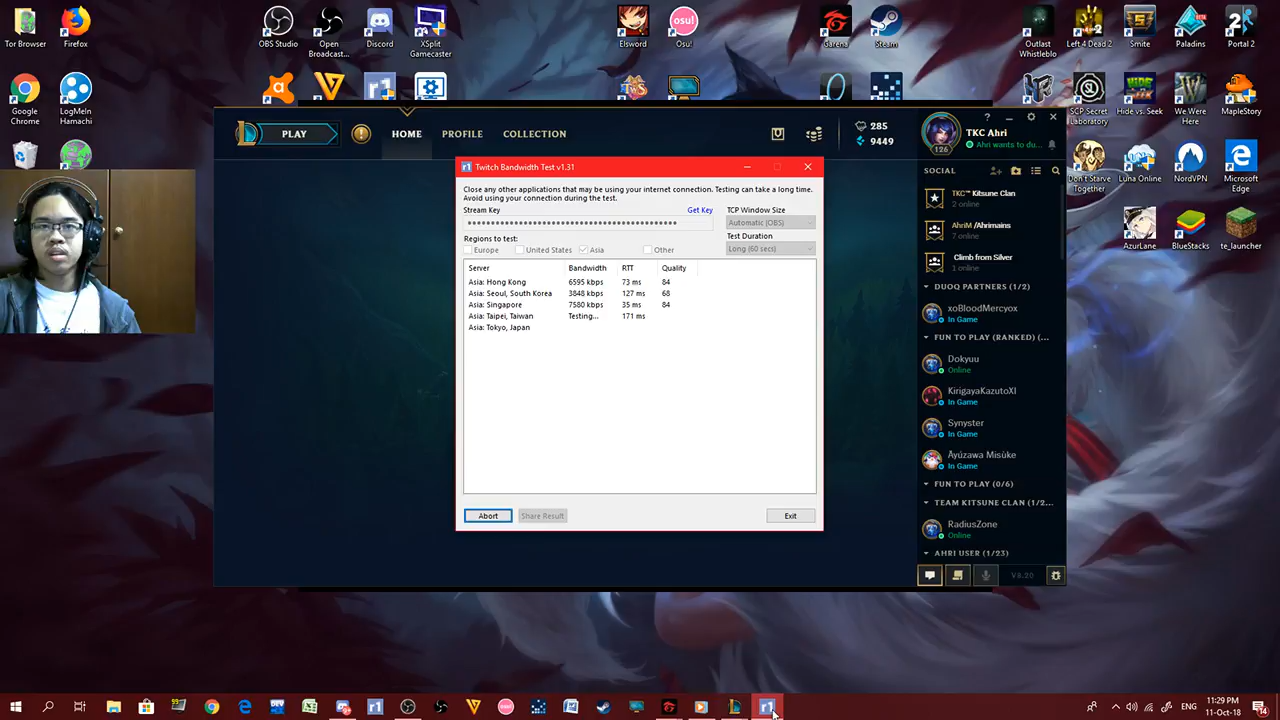 Tor Browser
Firefox
OBS Studio
Open Broadcast...
Discord
XSplit Gamecaster
Elsword
Osu!
Garena
Steam
Outlast Whistleblo
Left 4 Dead 2
Smite
Paladins
Portal 2
Google Chrome
LogMeIn Hamachi
SCP Secret Laboratory
Hide vs. Seek
We Were Here
MapleStory
Don't Starve Together
Luna Online
NordVPN
Microsoft Edge
AzurLane
BlueStacks
te_launcher
PLAY
HOME
PROFILE
COLLECTION
285
9449
TKC Ahri
Ahri wants to du...
126
SOCIAL
TKC™ Kitsune Clan
2 online
AhriM /Ahrimains
7 online
Climb from Silver
1 online
DUOQ PARTNERS (1/2)
xoBloodMercyox
In Game
FUN TO PLAY (RANKED) (...
Dokyuu
Online
KirigayaKazutoXI
In Game
Synyster
In Game
Äyúzawa Misùke
In Game
FUN TO PLAY (0/6)
TEAM KITSUNE CLAN (1/2...
RadiusZone
Online
AHRI USER (1/23)
V8.20
r1 Twitch Bandwidth Test v1.31
Close any other applications that may be using your internet connection. Testing can take a long time.
Avoid using your connection during the test.
Stream Key
Get Key
TCP Window Size
Automatic (OBS)
Regions to test:
Test Duration
Europe
United States
Asia
Other
Long (60 secs)
Server Bandwidth RTT Quality
Asia: Hong Kong 6595 kbps 73 ms 84
Asia: Seoul, South Korea 3848 kbps 127 ms 68
Asia: Singapore 7580 kbps 35 ms 84
Asia: Taipei, Taiwan Testing... 171 ms
Asia: Tokyo, Japan
Abort
Share Result
Exit
11:29 PM
11-Oct-18
14